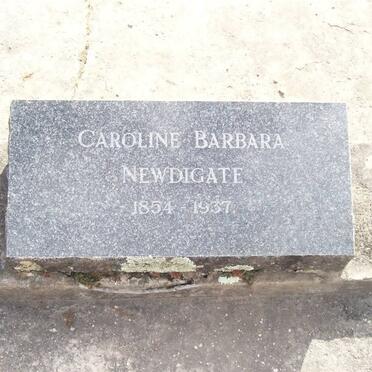 CAROLINE BARBARA
NEWDIGATE
1854 - 1937